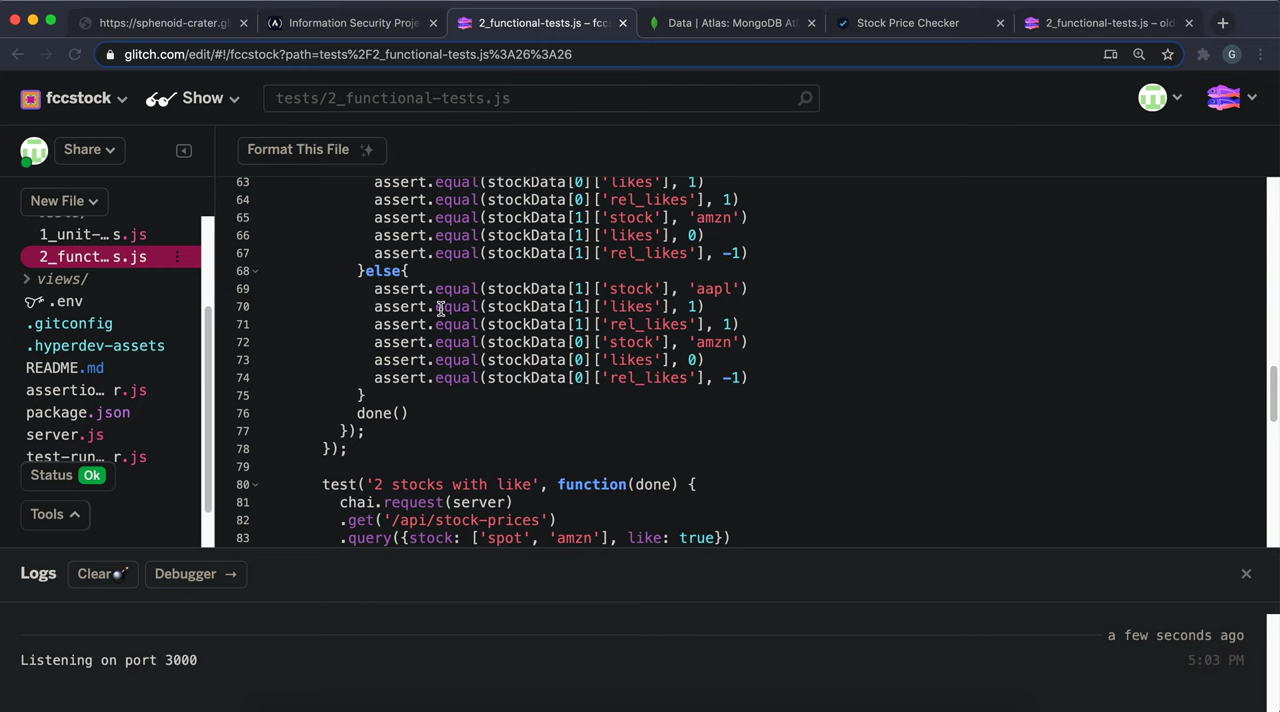 https://sphenoid-crater.gl
Information Security Proje
2_functional-tests.js – fcc
Data | Atlas: MongoDB Atl
Stock Price Checker
2_functional-tests.js – old
glitch.com/edit/#!/fccstock?path=tests%2F2_functional-tests.js%3A26%3A26
G
fccstock
Show
tests/2_functional-tests.js
Share
Format This File
New File
1_unit-…s.js
2_funct…s.js
views/
.env
.gitconfig
.hyperdev-assets
README.md
assertio…r.js
package.json
server.js
test-run…r.js
Status Ok
Tools
63 assert.equal(stockData[0]['likes'], 1)
64 assert.equal(stockData[0]['rel_likes'], 1)
65 assert.equal(stockData[1]['stock'], 'amzn')
66 assert.equal(stockData[1]['likes'], 0)
67 assert.equal(stockData[1]['rel_likes'], -1)
68 }else{
69 assert.equal(stockData[1]['stock'], 'aapl')
70 assert.equal(stockData[1]['likes'], 1)
71 assert.equal(stockData[1]['rel_likes'], 1)
72 assert.equal(stockData[0]['stock'], 'amzn')
73 assert.equal(stockData[0]['likes'], 0)
74 assert.equal(stockData[0]['rel_likes'], -1)
75 }
76 done()
77 });
78 });
79
80 test('2 stocks with like', function(done) {
81 chai.request(server)
82 .get('/api/stock-prices')
83 .query({stock: ['spot', 'amzn'], like: true})
Logs
Clear
Debugger →
a few seconds ago
Listening on port 3000
5:03 PM